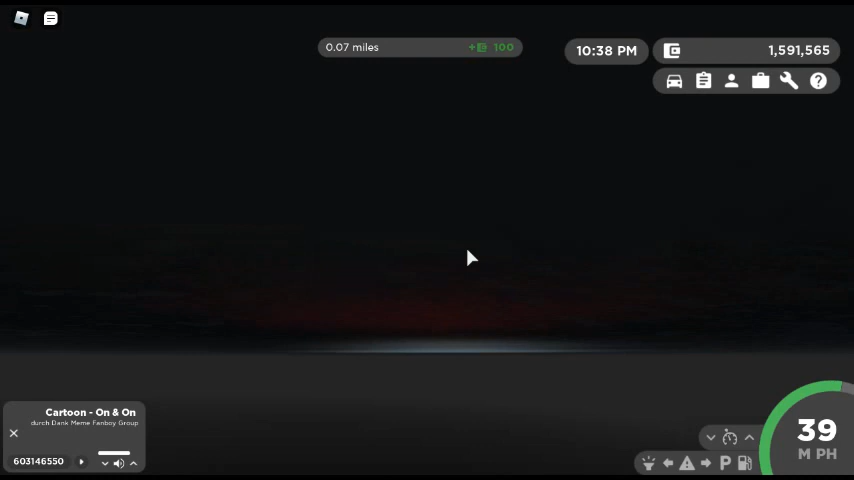 0.07 miles
+ 100
10:38 PM
1,591,565
Cartoon - On & On
durch Dank Meme Fanboy Group
603146550
P
39
MPH